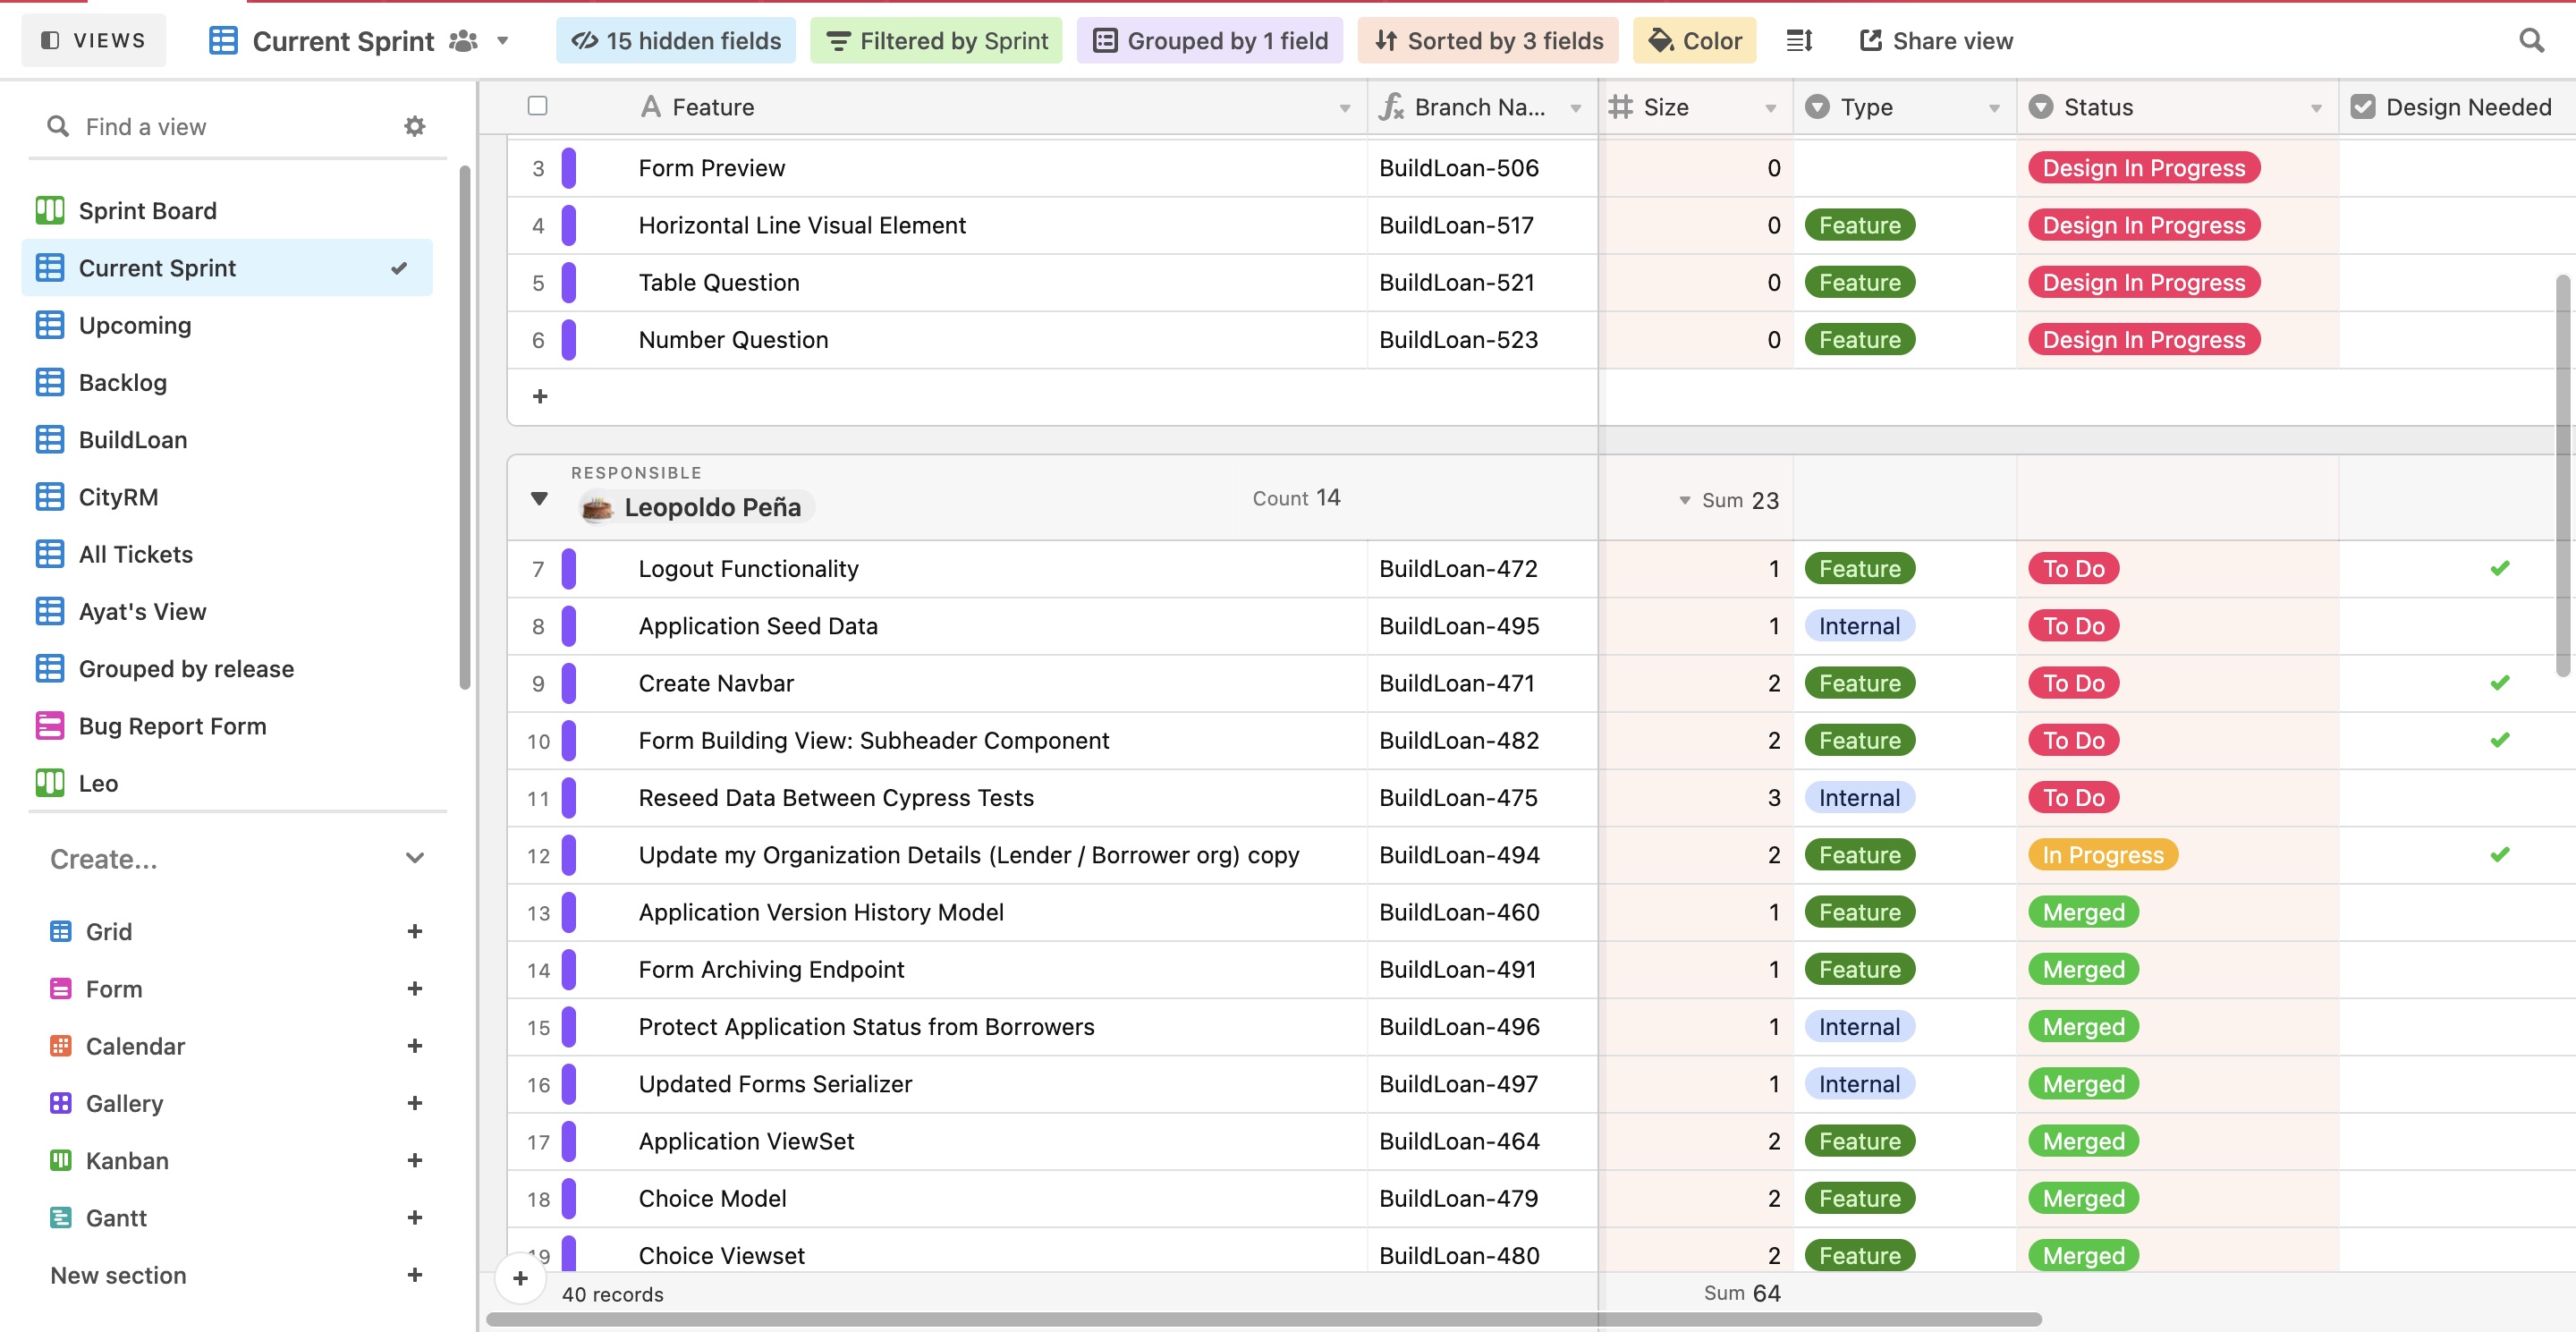 VIEWS Current Sprint 15 hidden fields Filtered by Sprint Grouped by 1 field Sorted by 3 fields Color Share view
Find a view
Sprint Board
Current Sprint
Upcoming
Backlog
BuildLoan
CityRM
All Tickets
Ayat's View
Grouped by release
Bug Report Form
Leo
Create...
Grid
Form
Calendar
Gallery
Kanban
Gantt
New section
Feature Branch Na... Size Type Status Design Needed
3 Form Preview BuildLoan-506 0 Design In Progress
4 Horizontal Line Visual Element BuildLoan-517 0 Feature Design In Progress
5 Table Question BuildLoan-521 0 Feature Design In Progress
6 Number Question BuildLoan-523 0 Feature Design In Progress
RESPONSIBLE
Leopoldo Peña Count 14 Sum 23
7 Logout Functionality BuildLoan-472 1 Feature To Do
8 Application Seed Data BuildLoan-495 1 Internal To Do
9 Create Navbar BuildLoan-471 2 Feature To Do
10 Form Building View: Subheader Component BuildLoan-482 2 Feature To Do
11 Reseed Data Between Cypress Tests BuildLoan-475 3 Internal To Do
12 Update my Organization Details (Lender / Borrower org) copy BuildLoan-494 2 Feature In Progress
13 Application Version History Model BuildLoan-460 1 Feature Merged
14 Form Archiving Endpoint BuildLoan-491 1 Feature Merged
15 Protect Application Status from Borrowers BuildLoan-496 1 Internal Merged
16 Updated Forms Serializer BuildLoan-497 1 Internal Merged
17 Application ViewSet BuildLoan-464 2 Feature Merged
18 Choice Model BuildLoan-479 2 Feature Merged
19 Choice Viewset BuildLoan-480 2 Feature Merged
40 records Sum 64